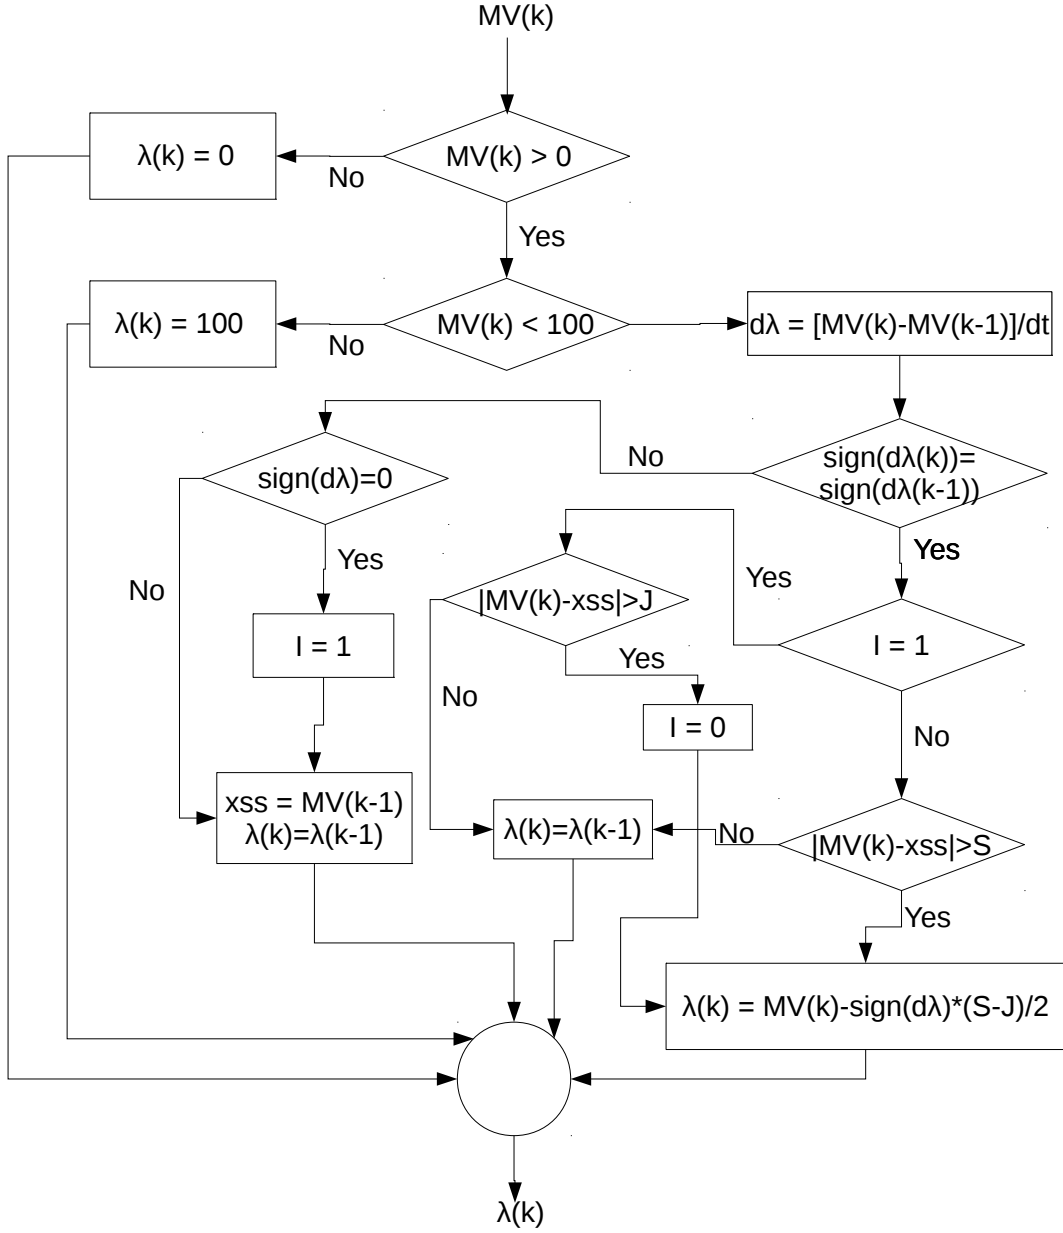 MV(k)
λ(k) = 0
No
MV(k) > 0
Yes
λ(k) = 100
No
MV(k) < 100
dλ = [MV(k)-MV(k-1)]/dt
sign(dλ)=0
No
sign(dλ(k))=
sign(dλ(k-1))
Yes
No
Yes
|MV(k)-xss|>J
Yes
I = 1
I = 1
Yes
No
I = 0
No
xss = MV(k-1)
λ(k)=λ(k-1)
λ(k)=λ(k-1)
No
|MV(k)-xss|>S
Yes
λ(k) = MV(k)-sign(dλ)*(S-J)/2
λ(k)